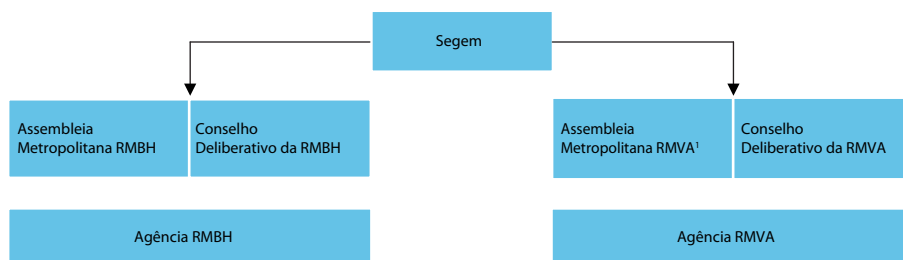 Segem
Assembleia
Metropolitana RMBH
Conselho
Deliberativo da RMBH
Assembleia
Metropolitana RMVA¹
Conselho
Deliberativo da RMVA
Agência RMBH
Agência RMVA